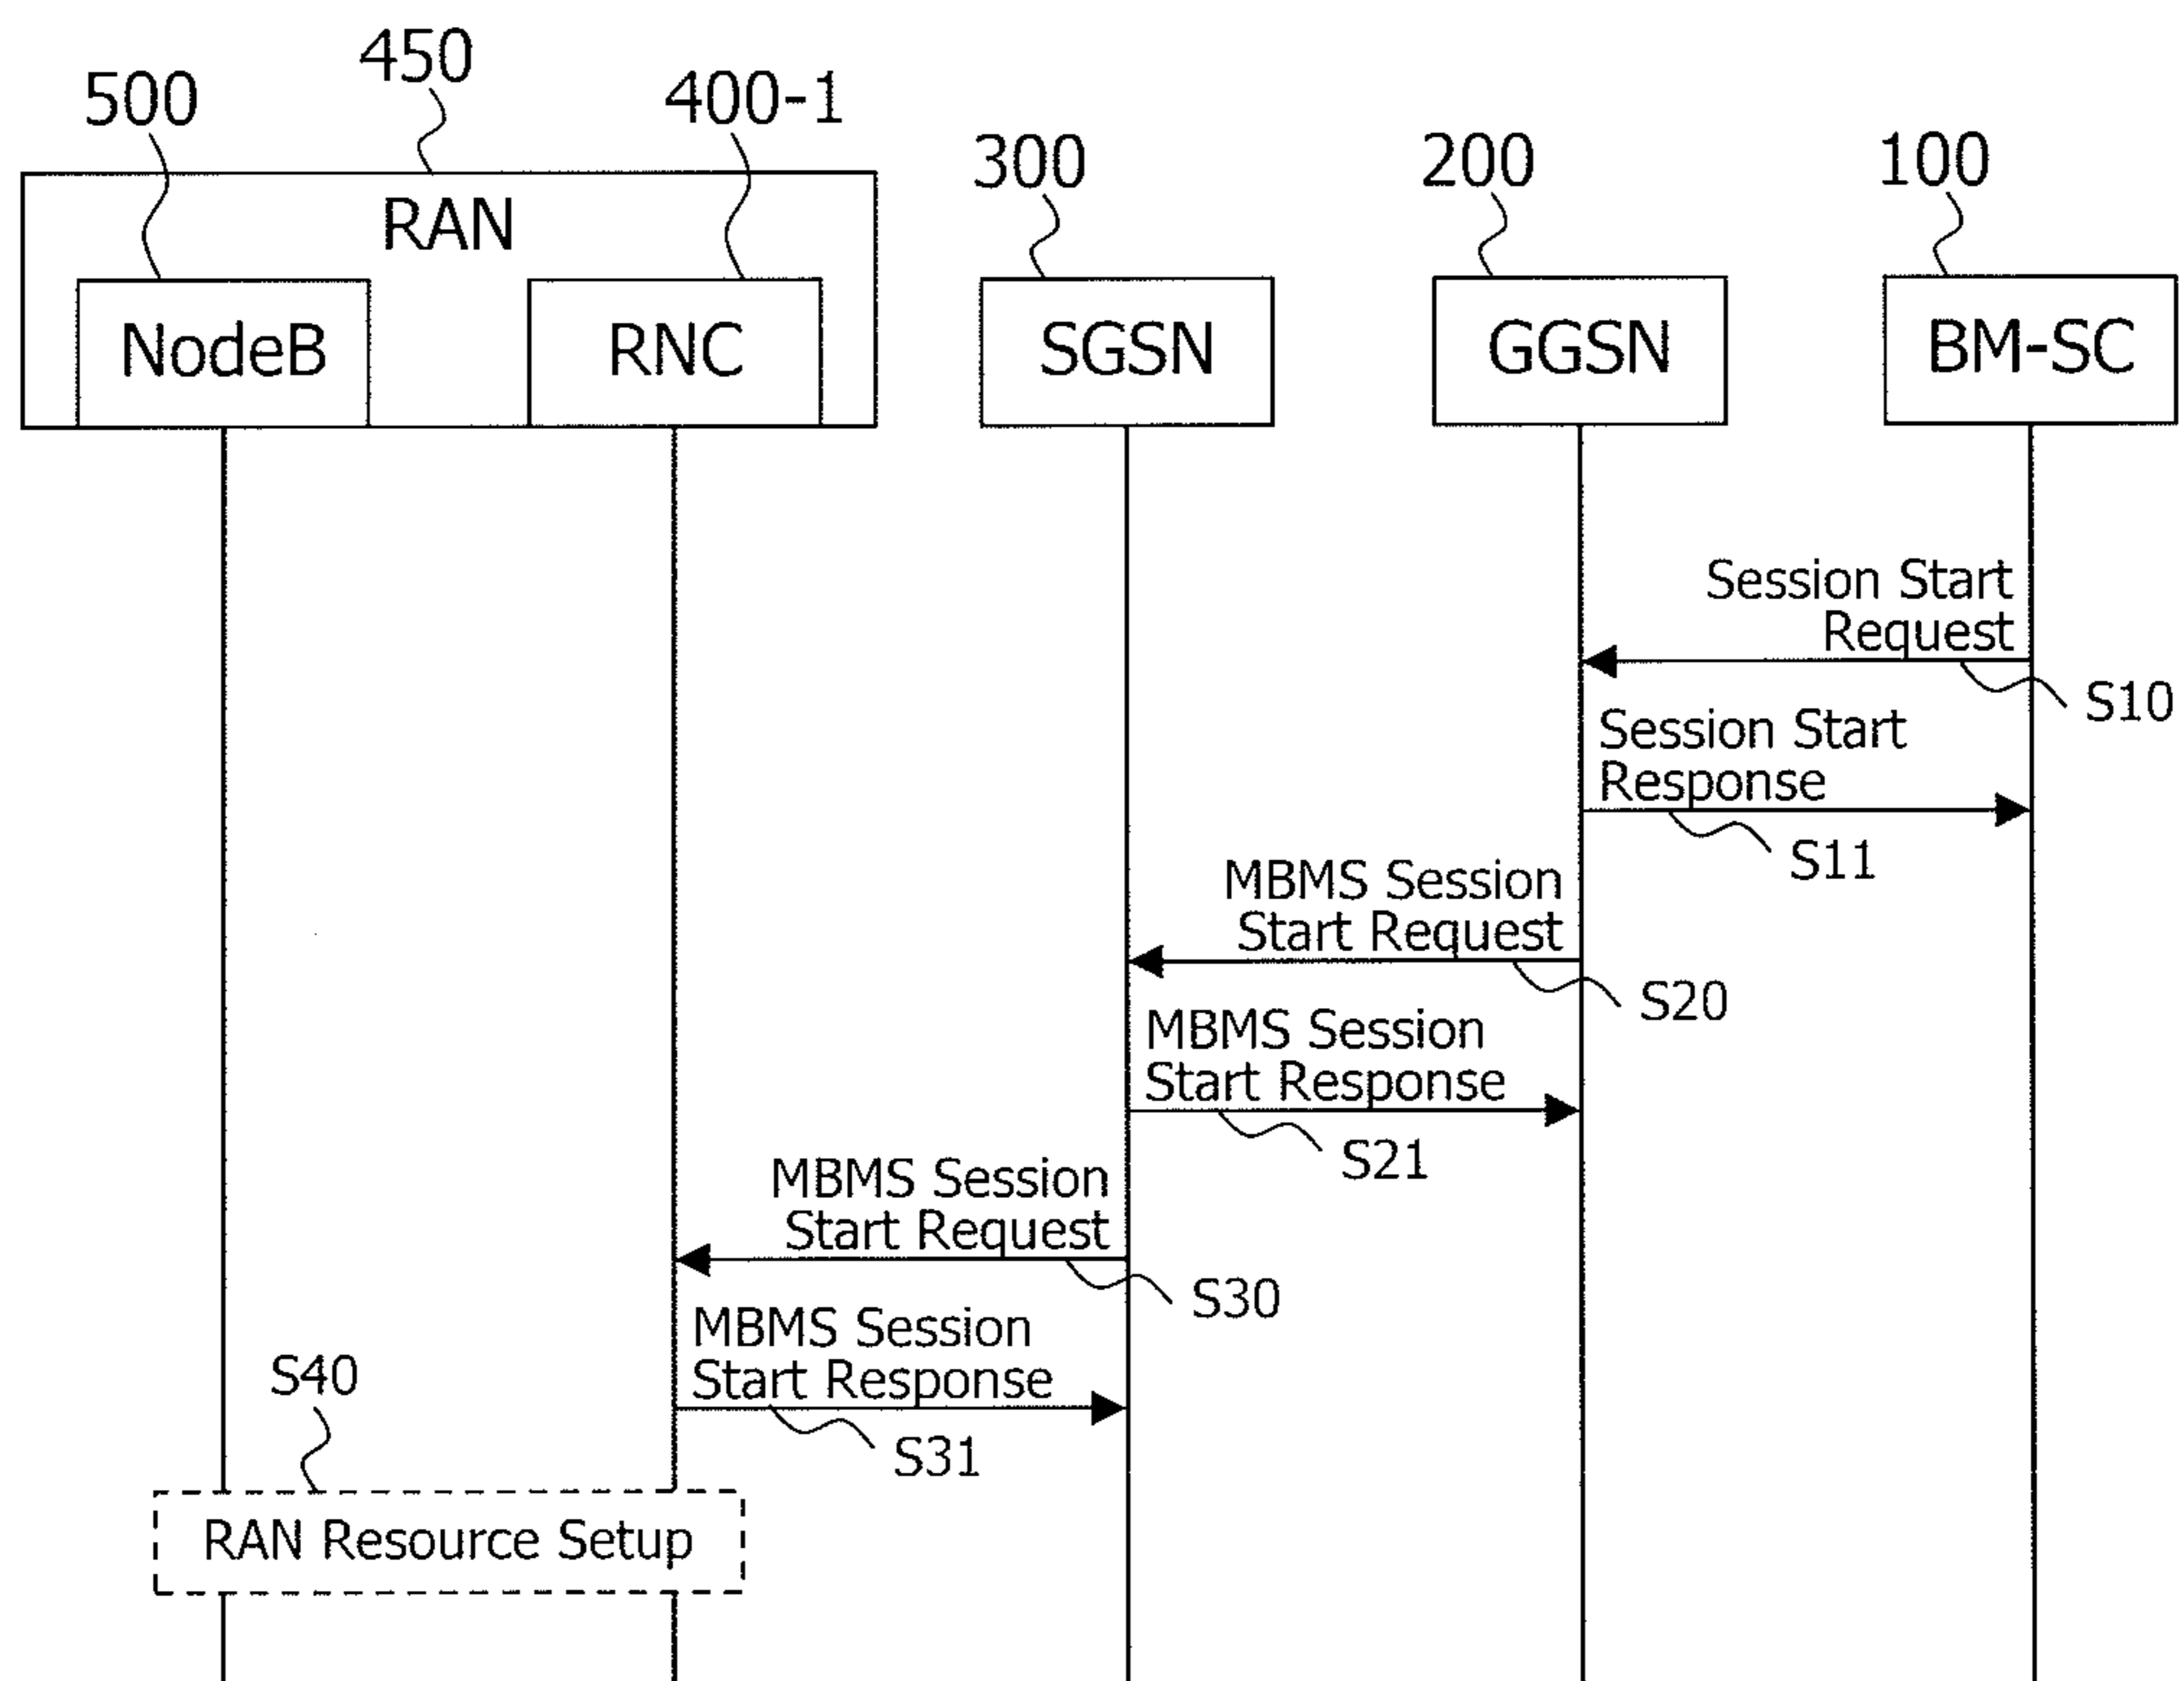 450
500
400-1
300
200
100
RAN
NodeB
RNC
SGSN
GGSN
BM-SC
Session Start
Request
S10
Session Start
Response
S11
MBMS Session
Start Request
S20
MBMS Session
Start Response
S21
MBMS Session
Start Request
S30
MBMS Session
Start Response
S31
S40
RAN Resource Setup